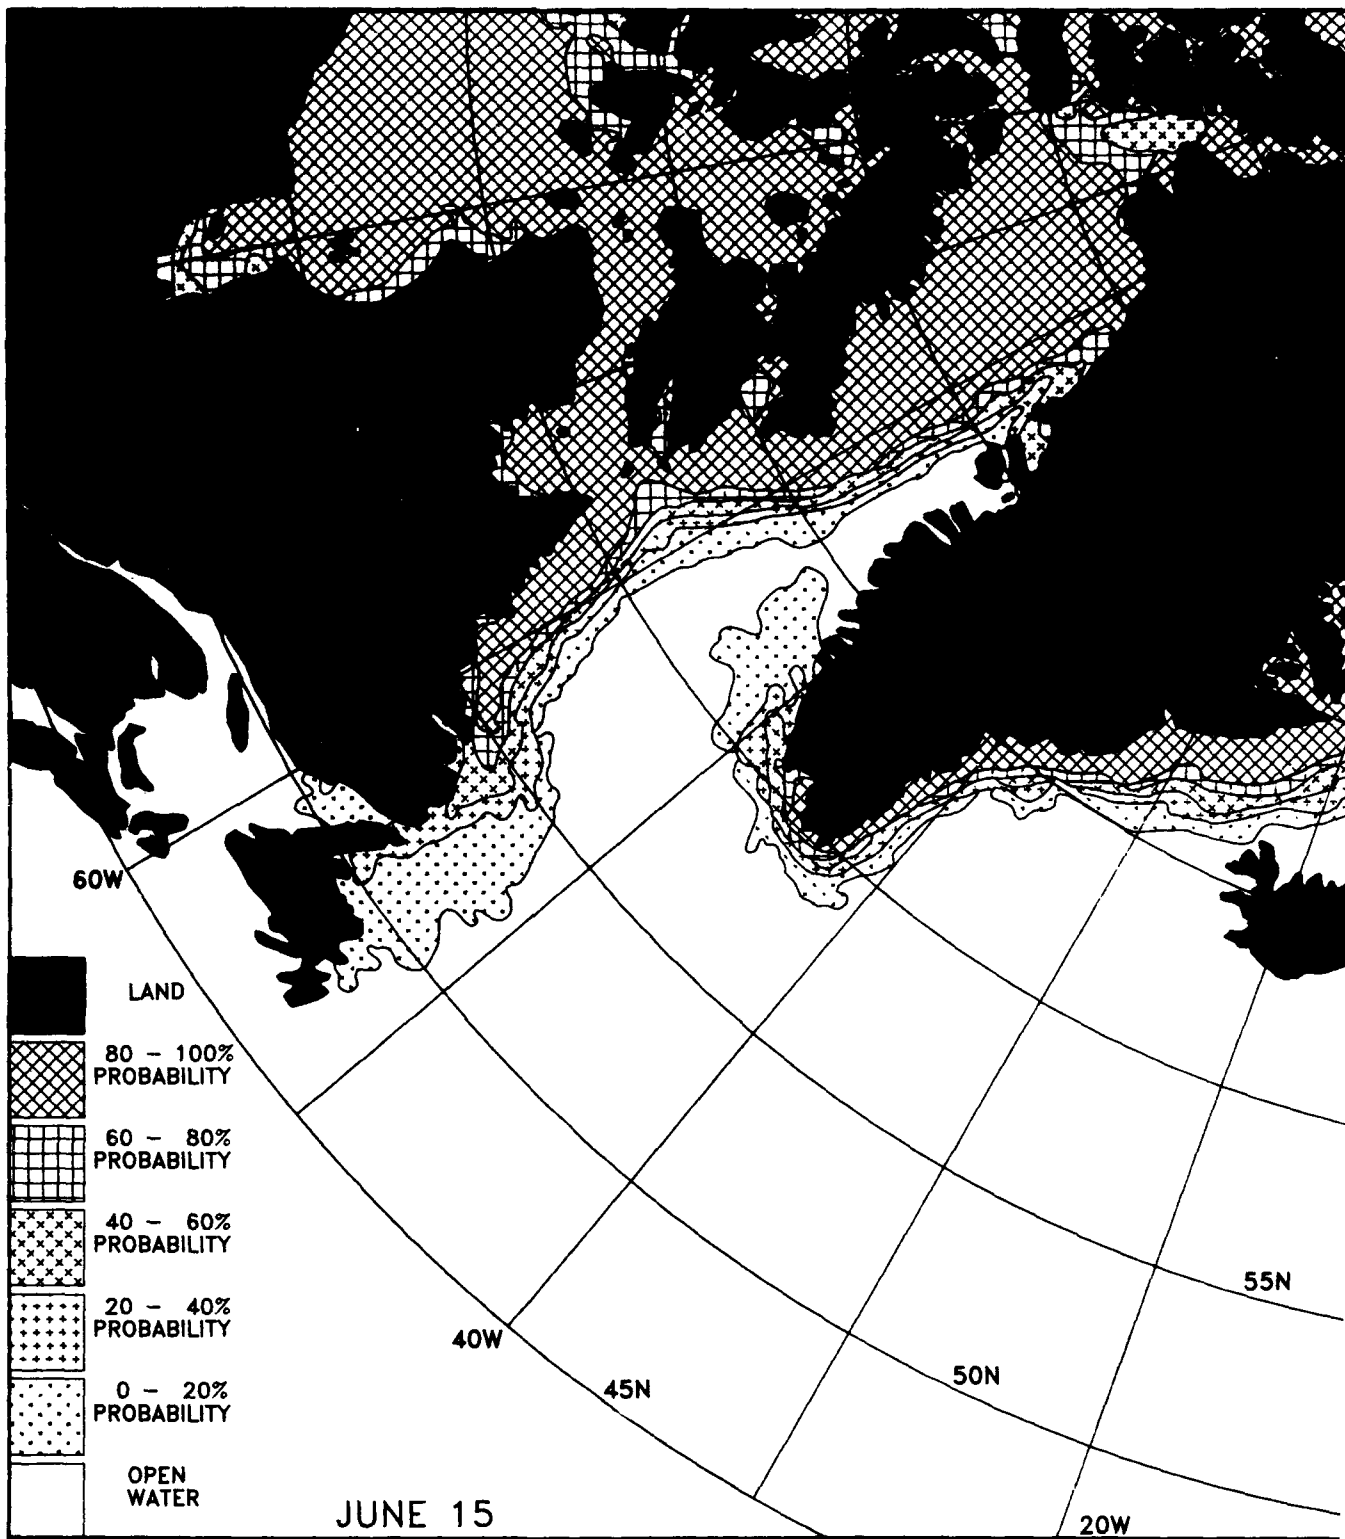 60W
LAND
80 - 100%
PROBABILITY
60 - 80%
PROBABILITY
40 - 60%
PROBABILITY
20 - 40%
PROBABILITY
0 - 20%
PROBABILITY
OPEN
WATER
JUNE 15
40W
45N
50N
55N
20W